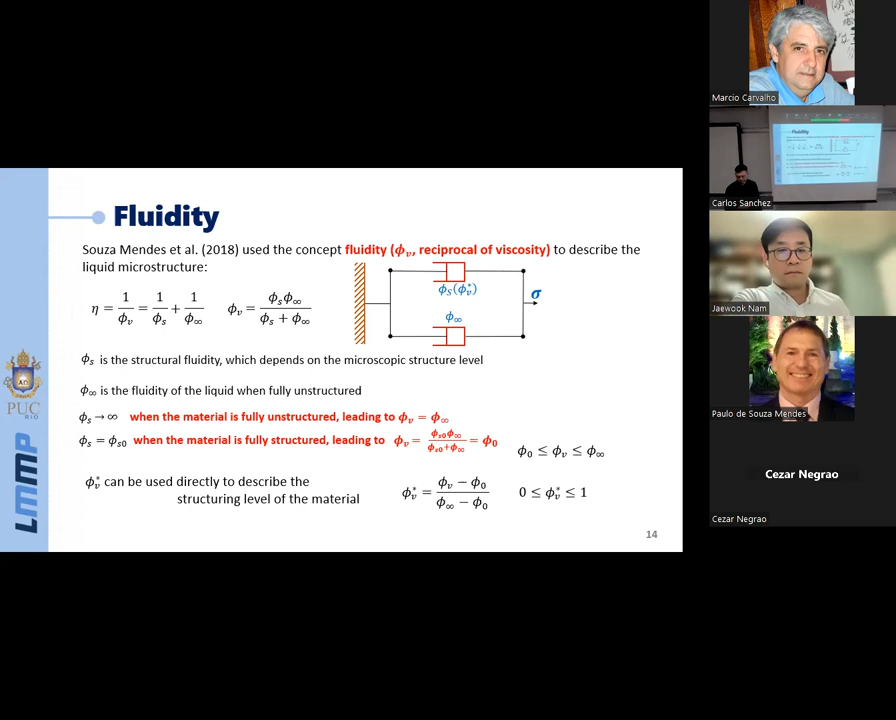 Fluidity
Souza Mendes et al. (2018) used the concept fluidity (ϕᵥ, reciprocal of viscosity) to describe the
liquid microstructure:
η = 1/ϕᵥ = 1/ϕₛ + 1/ϕ∞
ϕᵥ = ϕₛϕ∞/(ϕₛ + ϕ∞)
ϕ_S(ϕᵥ*)
σ
ϕ∞
ϕₛ is the structural fluidity, which depends on the microscopic structure level
ϕ∞ is the fluidity of the liquid when fully unstructured
ϕₛ → ∞ when the material is fully unstructured, leading to ϕᵥ = ϕ∞
ϕₛ = ϕₛ₀ when the material is fully structured, leading to ϕᵥ = ϕₛ₀ϕ∞/(ϕₛ₀+ϕ∞) = ϕ₀
ϕ₀ ≤ ϕᵥ ≤ ϕ∞
ϕᵥ* can be used directly to describe the
structuring level of the material
ϕᵥ* = (ϕᵥ − ϕ₀)/(ϕ∞ − ϕ₀)
0 ≤ ϕᵥ* ≤ 1
14
PUC
RIO
LMMP
Marcio Carvalho
Fluidity
Carlos Sanchez
Jaewook Nam
Paulo de Souza Mendes
Cezar Negrao
Cezar Negrao